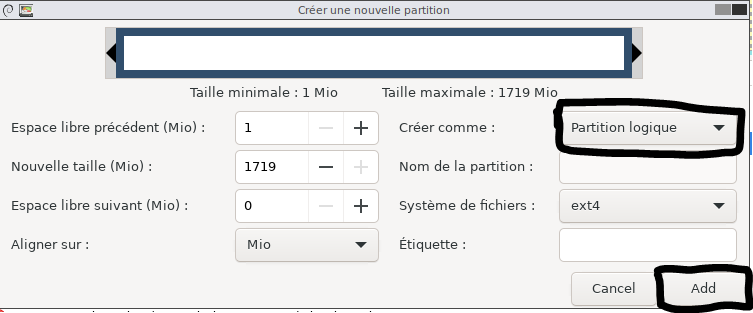 Créer une nouvelle partition
Taille minimale : 1 Mio Taille maximale : 1719 Mio
Espace libre précédent (Mio) : 1 Créer comme : Partition logique
Nouvelle taille (Mio) : 1719 Nom de la partition :
Espace libre suivant (Mio) : 0 Système de fichiers : ext4
Aligner sur : Mio Étiquette :
Cancel Add